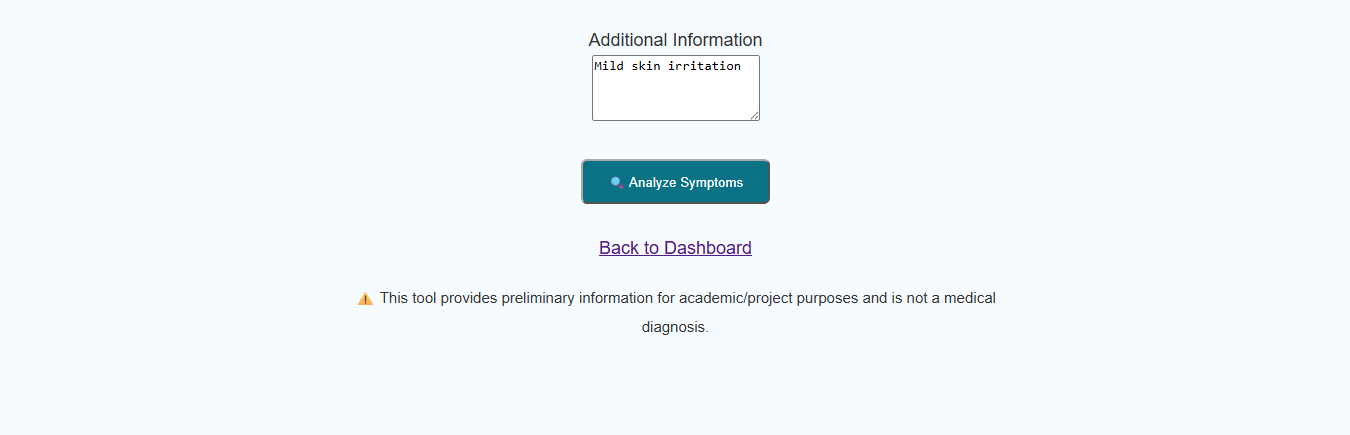 Additional Information
Mild skin irritation
🔍 Analyze Symptoms
Back to Dashboard
⚠️ This tool provides preliminary information for academic/project purposes and is not a medical
diagnosis.